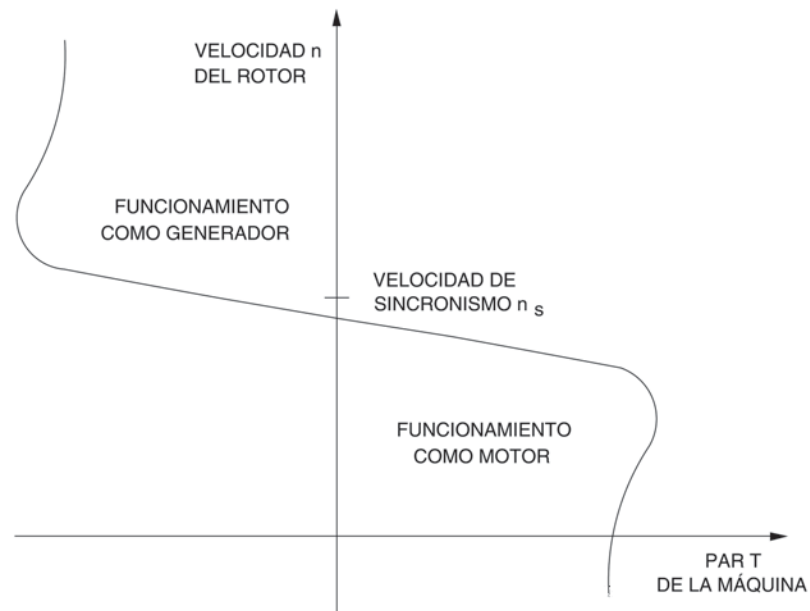 VELOCIDAD n
DEL ROTOR
FUNCIONAMIENTO
COMO GENERADOR
VELOCIDAD DE
SINCRONISMO n s
FUNCIONAMIENTO
COMO MOTOR
PAR T
DE LA MÁQUINA